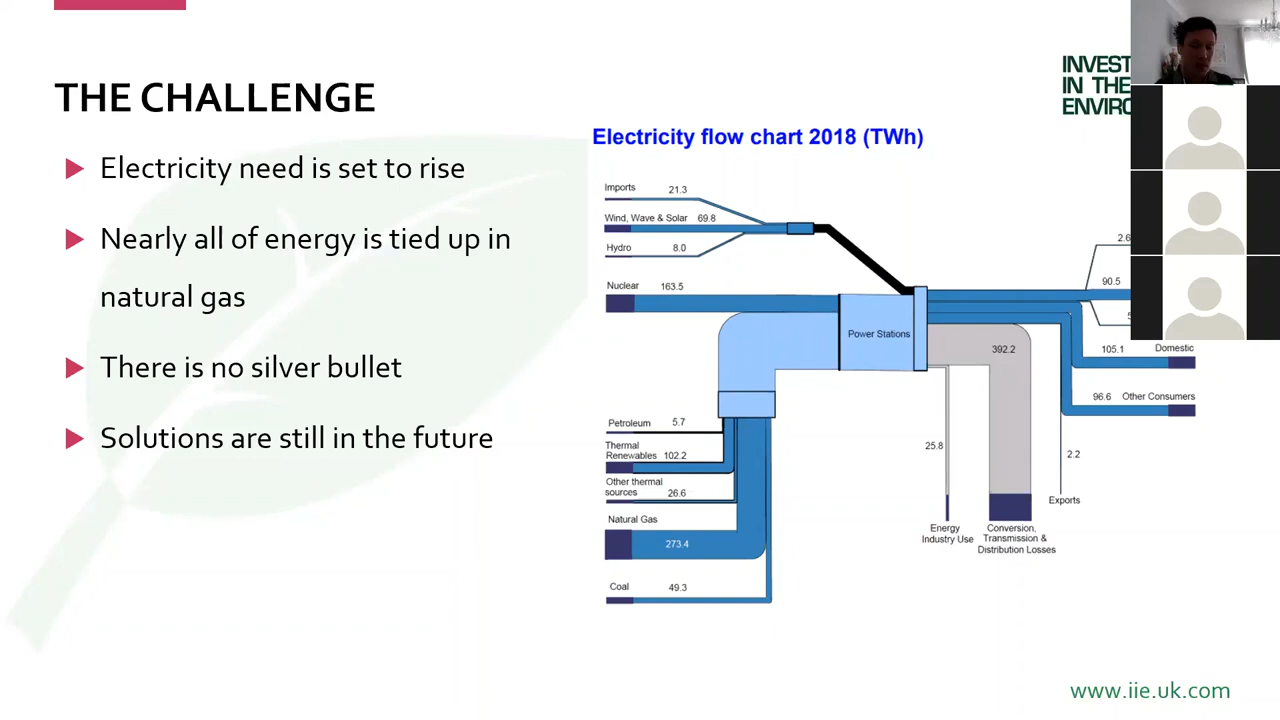 THE CHALLENGE
Electricity need is set to rise
Nearly all of energy is tied up in
natural gas
There is no silver bullet
Solutions are still in the future
INVEST
IN THE
ENVIRO
Electricity flow chart 2018 (TWh)
Imports 21.3
Wind, Wave & Solar 69.8
Hydro 8.0
Nuclear 163.5
Power Stations
Petroleum 5.7
Thermal
Renewables 102.2
Other thermal
sources 26.6
Natural Gas
273.4
Coal 49.3
2.6
90.5
5
392.2
105.1 Domestic
96.6 Other Consumers
25.8
2.2
Exports
Energy
Industry Use
Conversion,
Transmission &
Distribution Losses
www.iie.uk.com